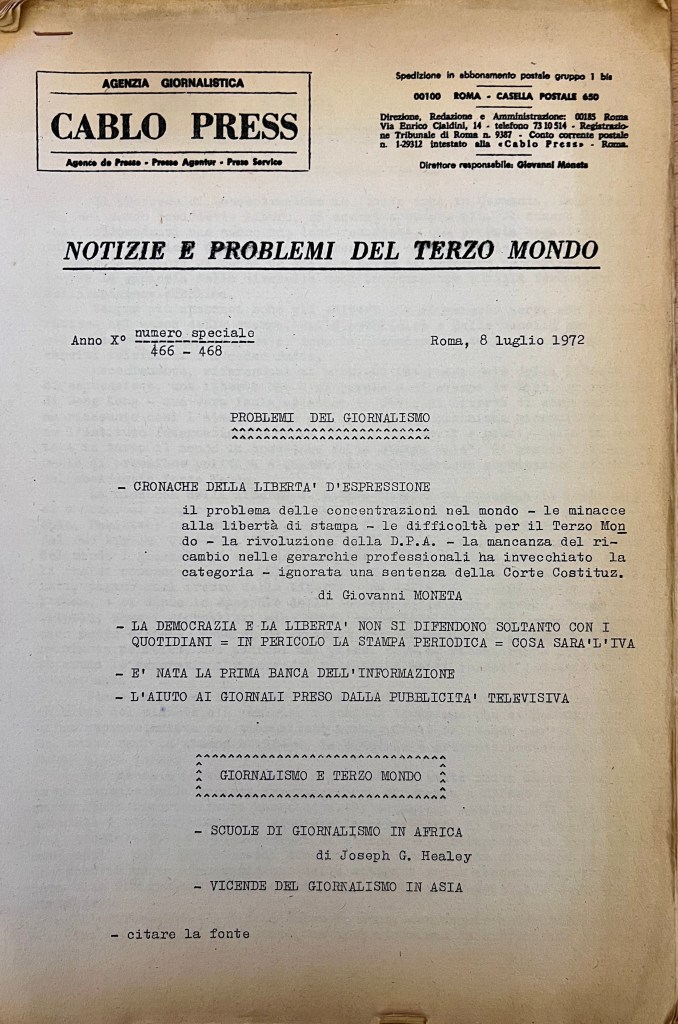 AGENZIA GIORNALISTICA
CABLO PRESS
Agence de Presse - Presse Agentur - Press Service
Spedizione in abbonamento postale gruppo 1 bis
00100 ROMA - CASELLA POSTALE 650
Direzione, Redazione e Amministrazione: 00185 Roma
Via Enrico Cialdini, 14 - telefono 73 10 514 - Registrazio-
ne Tribunale di Roma n. 9387 - Conto corrente postale
n. 1-29312 intestato alla «Cablo Press» - Roma.
Direttore responsabile: Giovanni Moneta
NOTIZIE E PROBLEMI DEL TERZO MONDO
Anno X° numero speciale
466 - 468
Roma, 8 luglio 1972
PROBLEMI DEL GIORNALISMO
- CRONACHE DELLA LIBERTA' D'ESPRESSIONE
il problema delle concentrazioni nel mondo - le minacce
alla libertà di stampa - le difficoltà per il Terzo Mon
do - la rivoluzione della D.P.A. - la mancanza del ri-
cambio nelle gerarchie professionali ha invecchiato la
categoria - ignorata una sentenza della Corte Costituz.
di Giovanni MONETA
- LA DEMOCRAZIA E LA LIBERTA' NON SI DIFENDONO SOLTANTO CON I
QUOTIDIANI = IN PERICOLO LA STAMPA PERIODICA = COSA SARA'L'IVA
- E' NATA LA PRIMA BANCA DELL'INFORMAZIONE
- L'AIUTO AI GIORNALI PRESO DALLA PUBBLICITA' TELEVISIVA
GIORNALISMO E TERZO MONDO
- SCUOLE DI GIORNALISMO IN AFRICA
di Joseph G. Healey
- VICENDE DEL GIORNALISMO IN ASIA
- citare la fonte